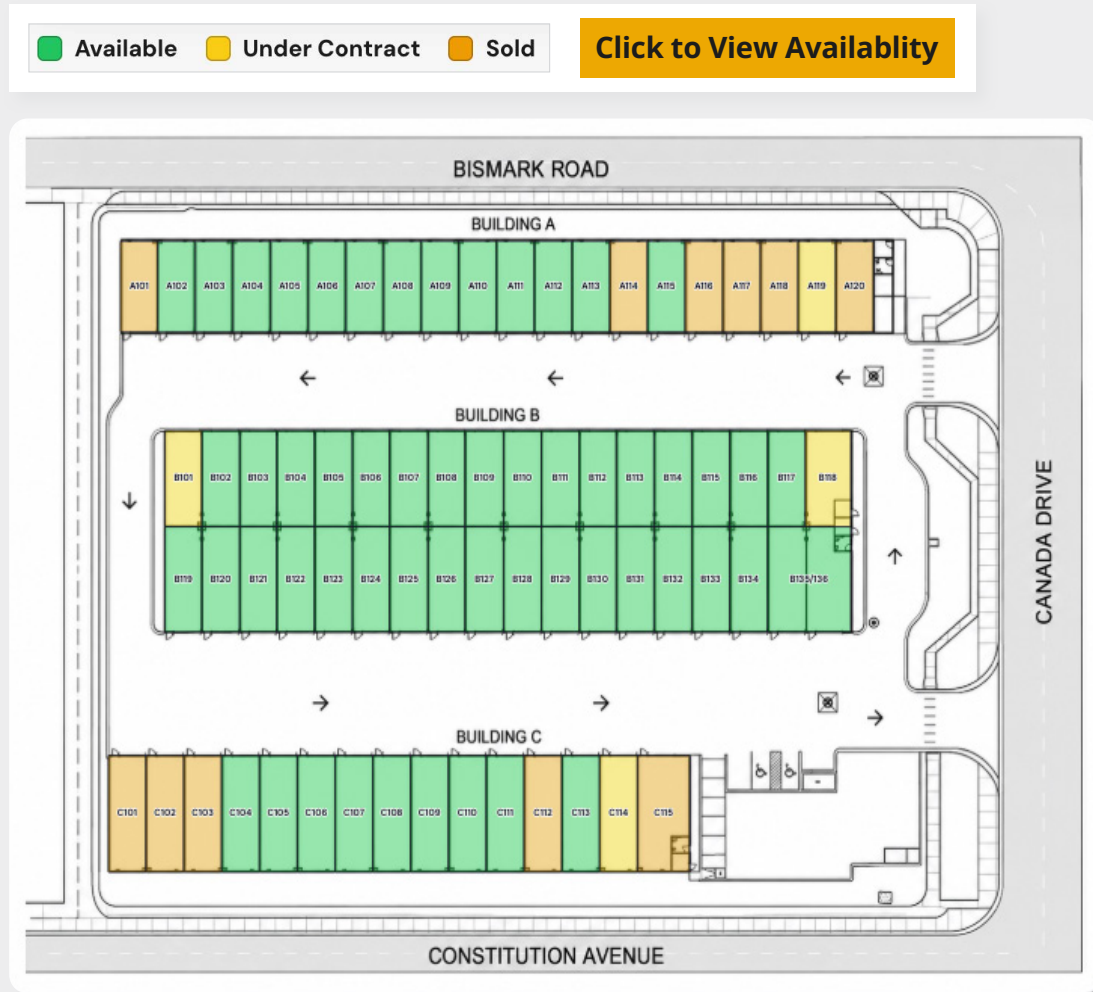 Available Under Contract Sold
Click to View Availablity
BISMARK ROAD
BUILDING A
A101 A102 A103 A104 A105 A106 A107 A108 A109 A110 A111 A112 A113 A114 A115 A116 A117 A118 A119 A120
BUILDING B
B101 B102 B103 B104 B105 B106 B107 B108 B109 B110 B111 B112 B113 B114 B115 B116 B117 B118
B119 B120 B121 B122 B123 B124 B125 B126 B127 B128 B129 B130 B131 B132 B133 B134 B135/136
CANADA DRIVE
BUILDING C
C101 C102 C103 C104 C105 C106 C107 C108 C109 C110 C111 C112 C113 C114 C115
CONSTITUTION AVENUE